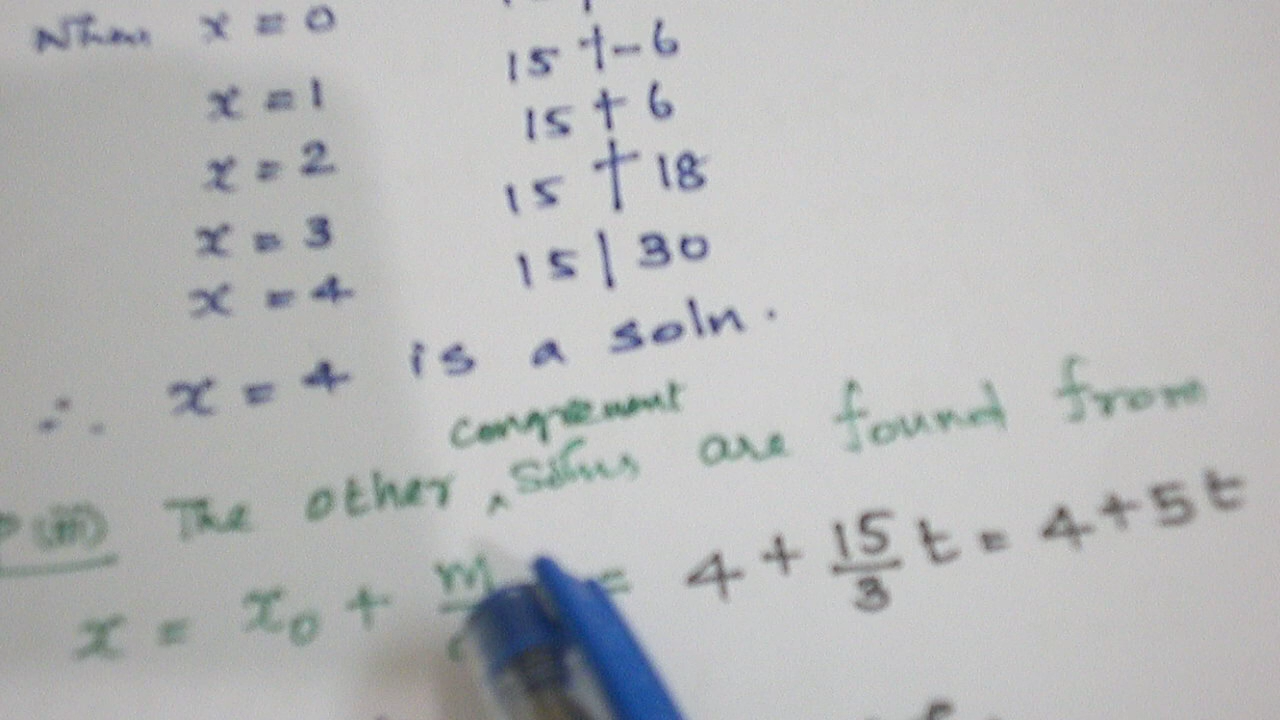 When x = 0
x = 1 15 ∤ -6
x = 2 15 ∤ 6
x = 3 15 ∤ 18
x = 4 15 | 30
∴ x = 4 is a soln.
congruent
The other ‸ solns are found from
x = x₀ + m = 4 + 15/3 t = 4 + 5t